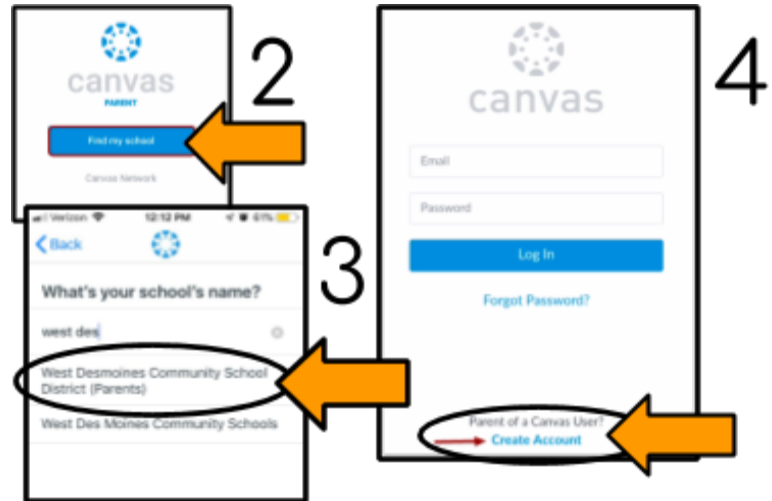 2
canvas
PARENT
Find my school
Canvas Network
3
Verizon 12:12 PM 61%
Back
What's your school's name?
west des
West Desmoines Community School
District (Parents)
West Des Moines Community Schools
4
canvas
Email
Password
Log In
Forgot Password?
Parent of a Canvas User?
Create Account